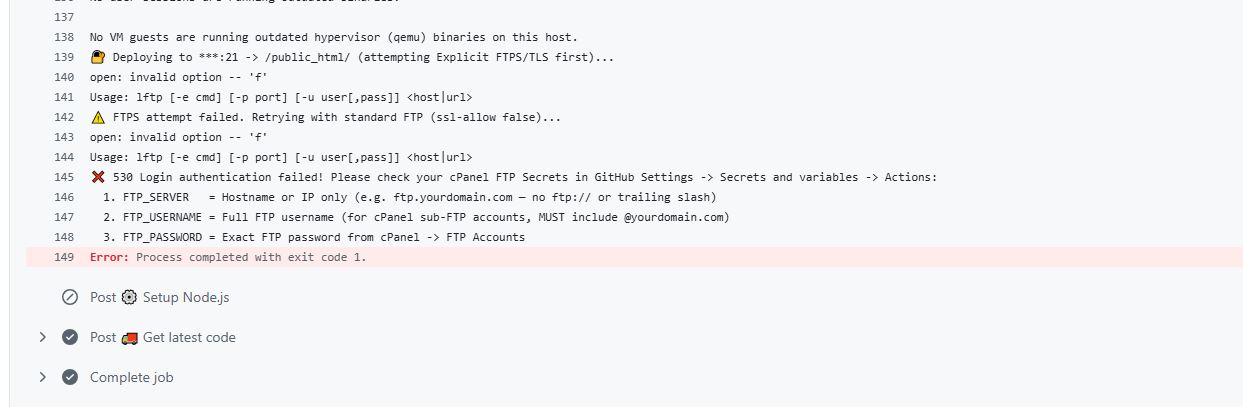 137
138 No VM guests are running outdated hypervisor (qemu) binaries on this host.
139 🔐 Deploying to ***:21 -> /public_html/ (attempting Explicit FTPS/TLS first)...
140 open: invalid option -- 'f'
141 Usage: lftp [-e cmd] [-p port] [-u user[,pass]] <host|url>
142 ⚠️ FTPS attempt failed. Retrying with standard FTP (ssl-allow false)...
143 open: invalid option -- 'f'
144 Usage: lftp [-e cmd] [-p port] [-u user[,pass]] <host|url>
145 ❌ 530 Login authentication failed! Please check your cPanel FTP Secrets in GitHub Settings -> Secrets and variables -> Actions:
146 1. FTP_SERVER = Hostname or IP only (e.g. ftp.yourdomain.com — no ftp:// or trailing slash)
147 2. FTP_USERNAME = Full FTP username (for cPanel sub-FTP accounts, MUST include @yourdomain.com)
148 3. FTP_PASSWORD = Exact FTP password from cPanel -> FTP Accounts
149 Error: Process completed with exit code 1.
Post ⚙️ Setup Node.js
Post 🚚 Get latest code
Complete job